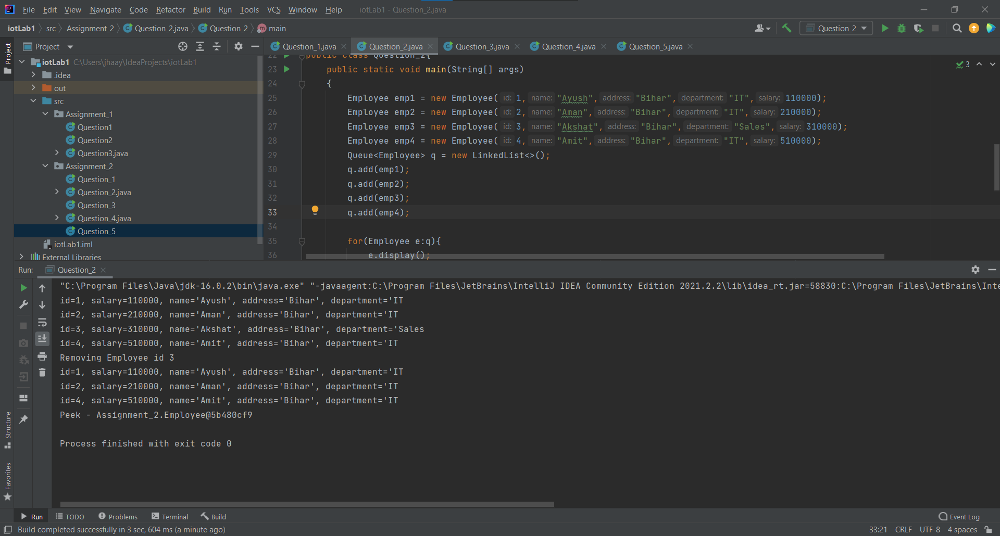 File Edit View Navigate Code Refactor Build Run Tools VCS Window Help iotLab1 - Question_2.java
iotLab1 src Assignment_2 Question_2.java Question_2 main Question_2
Project Question_1.java Question_2.java Question_3.java Question_4.java Question_5.java
Project
iotLab1 C:\Users\jhaay\IdeaProjects\iotLab1
.idea
out
src
Assignment_1
Question1
Question2
Question3.java
Assignment_2
Question_1
Question_2.java
Question_3
Question_4.java
Question_5
iotLab1.iml
External Libraries
22 public class Question_2{
23 public static void main(String[] args)
24 {
25 Employee emp1 = new Employee( id: 1, name: "Ayush", address: "Bihar", department: "IT", salary: 110000);
26 Employee emp2 = new Employee( id: 2, name: "Aman", address: "Bihar", department: "IT", salary: 210000);
27 Employee emp3 = new Employee( id: 3, name: "Akshat", address: "Bihar", department: "Sales", salary: 310000);
28 Employee emp4 = new Employee( id: 4, name: "Amit", address: "Bihar", department: "IT", salary: 510000);
29 Queue<Employee> q = new LinkedList<>();
30 q.add(emp1);
31 q.add(emp2);
32 q.add(emp3);
33 q.add(emp4);
34
35 for(Employee e:q){
36 e.display();
3
Run: Question_2
"C:\Program Files\Java\jdk-16.0.2\bin\java.exe" "-javaagent:C:\Program Files\JetBrains\IntelliJ IDEA Community Edition 2021.2.2\lib\idea_rt.jar=58830:C:\Program Files\JetBrains\Inte
id=1, salary=110000, name='Ayush', address='Bihar', department='IT
id=2, salary=210000, name='Aman', address='Bihar', department='IT
id=3, salary=310000, name='Akshat', address='Bihar', department='Sales
id=4, salary=510000, name='Amit', address='Bihar', department='IT
Removing Employee id 3
id=1, salary=110000, name='Ayush', address='Bihar', department='IT
id=2, salary=210000, name='Aman', address='Bihar', department='IT
id=4, salary=510000, name='Amit', address='Bihar', department='IT
Peek - Assignment_2.Employee@5b480cf9
Process finished with exit code 0
Structure
Favorites
Run TODO Problems Terminal Build Event Log
Build completed successfully in 3 sec, 604 ms (a minute ago) 33:21 CRLF UTF-8 4 spaces